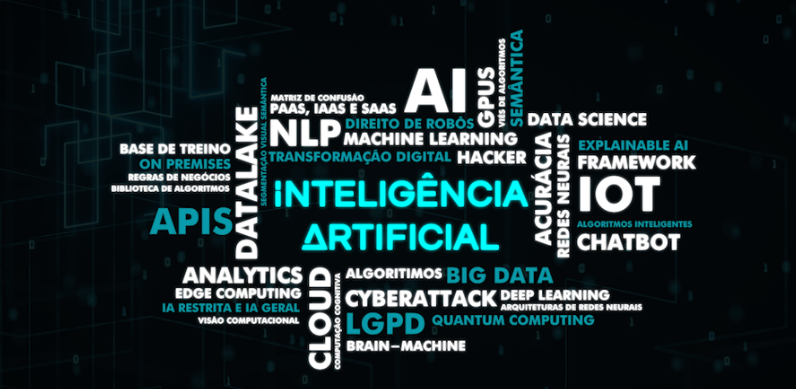 AI
GPUS
VIÉS DE ALGORITMOS
SEMÂNTICA
MATRIZ DE CONFUSÃO
PAAS, IAAS E SAAS
DATALAKE
SEGMENTAÇÃO VISUAL SEMÂNTICA
NLP
DIREITO DE ROBÔS
MACHINE LEARNING
DATA SCIENCE
BASE DE TREINO
ON PREMISES
REGRAS DE NEGÓCIOS
BIBLIOTECA DE ALGORITMOS
APIS
TRANSFORMAÇÃO DIGITAL
HACKER
ACURÁCIA
REDES NEURAIS
EXPLAINABLE AI
FRAMEWORK
IOT
ALGORITMOS INTELIGENTES
CHATBOT
INTELIGÊNCIA
ARTIFICIAL
ANALYTICS
EDGE COMPUTING
IA RESTRITA E IA GERAL
VISÃO COMPUTACIONAL
CLOUD
COMPUTAÇÃO COGNITIVA
ALGORITIMOS
BIG DATA
CYBERATTACK
DEEP LEARNING
ARQUITETURAS DE REDES NEURAIS
LGPD
QUANTUM COMPUTING
BRAIN-MACHINE